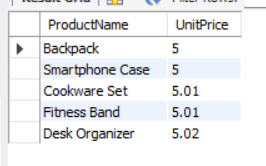 Result Grid Filter Rows:
ProductName UnitPrice
Backpack 5
Smartphone Case 5
Cookware Set 5.01
Fitness Band 5.01
Desk Organizer 5.02